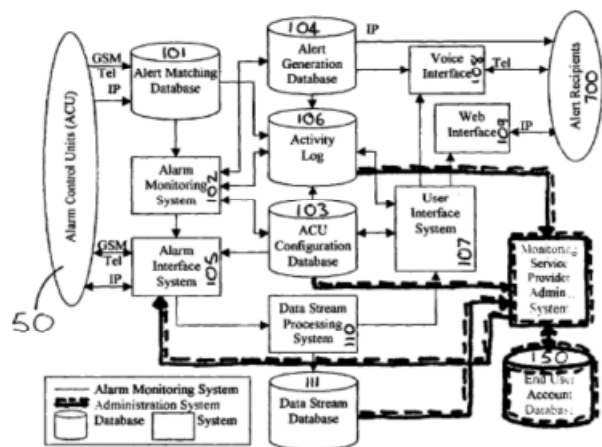 Alarm Control Units (ACU)
50
GSM
Tel
IP
101
Alert Matching
Database
104
Alert
Generation
Database
IP
Voice
Interface
108
Tel
Web
Interface
109
IP
Alert Recipients
700
106
Activity
Log
Alarm
Monitoring
System
102
103
ACU
Configuration
Database
User
Interface
System
107
GSM
Tel
IP
Alarm
Interface
System
105
Monitoring
Service
Provider
Admin
System
Data Stream
Processing
System
110
150
End User
Account
Database
111
Data Stream
Database
Alarm Monitoring System
Administration System
Database
System